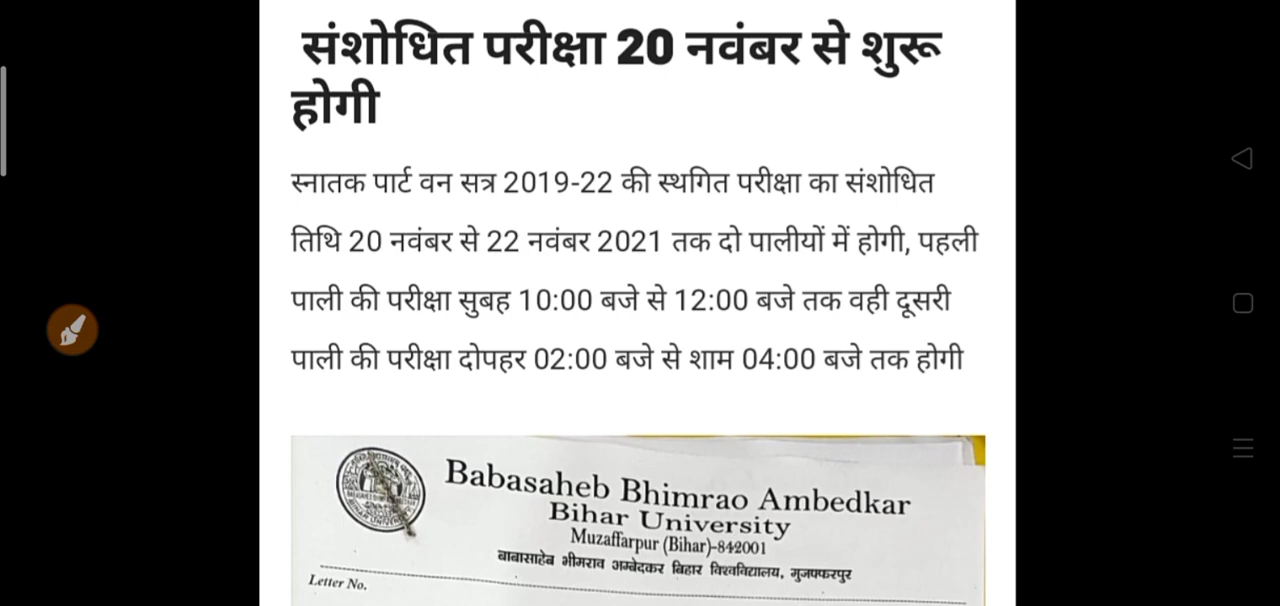 संशोधित परीक्षा 20 नवंबर से शुरू
होगी
स्नातक पार्ट वन सत्र 2019-22 की स्थगित परीक्षा का संशोधित
तिथि 20 नवंबर से 22 नवंबर 2021 तक दो पालीयों में होगी, पहली
पाली की परीक्षा सुबह 10:00 बजे से 12:00 बजे तक वही दूसरी
पाली की परीक्षा दोपहर 02:00 बजे से शाम 04:00 बजे तक होगी
Babasaheb Bhimrao Ambedkar
Bihar University
Muzaffarpur (Bihar)-842001
बाबासाहेब भीमराव अम्बेदकर बिहार विश्वविद्यालय, मुजफ्फरपुर
Letter No.